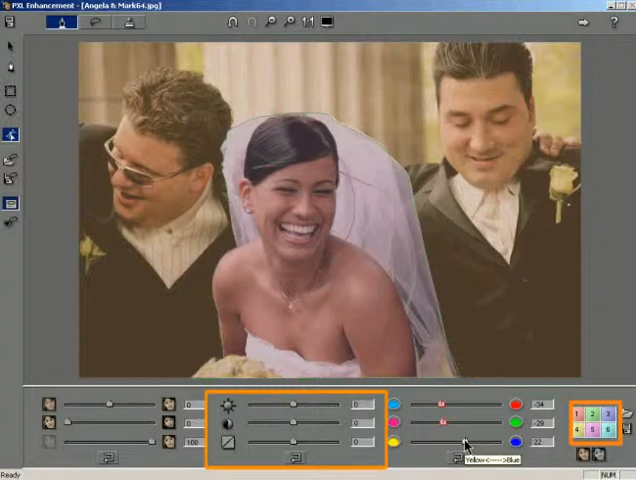 PXL Enhancement - [Angela & Mark64.jpg]
1:1 ?
0 0 -34
0 0 -29
100 0 22
1 2 3
4 5 6
Yellow<----->Blue
Ready NUM